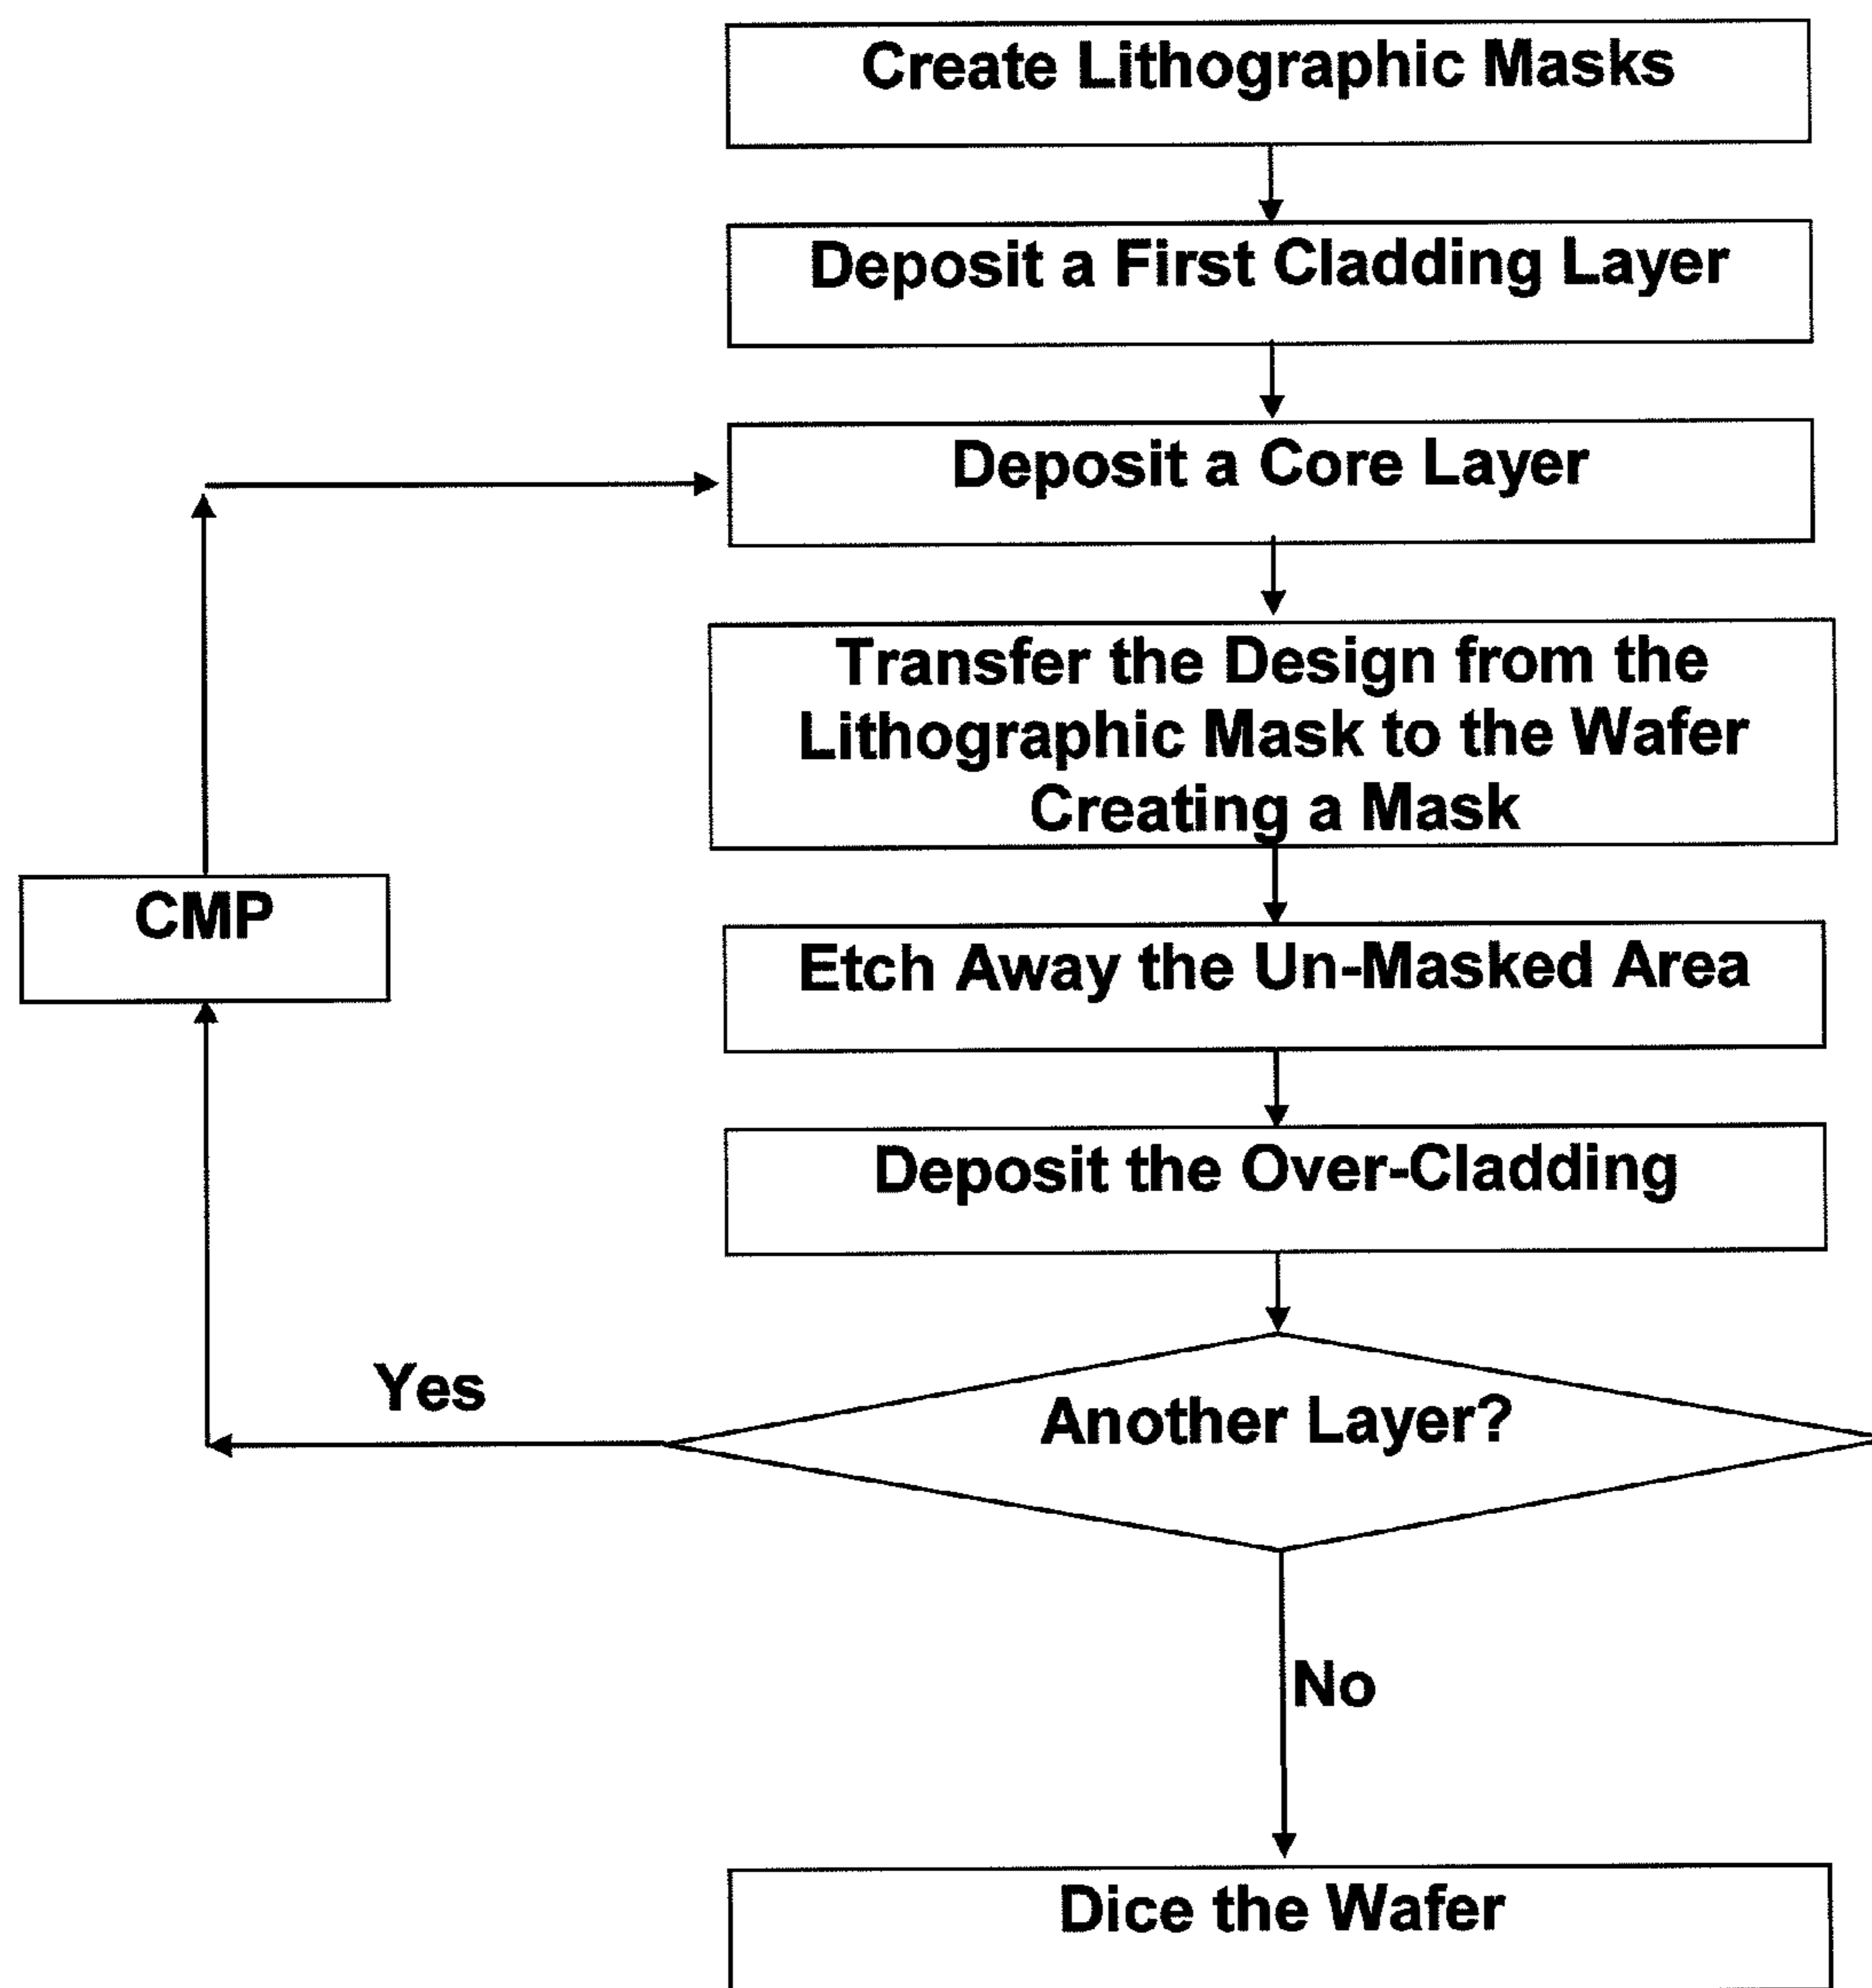 Create Lithographic Masks
Deposit a First Cladding Layer
Deposit a Core Layer
Transfer the Design from the
Lithographic Mask to the Wafer
Creating a Mask
CMP
Etch Away the Un-Masked Area
Deposit the Over-Cladding
Yes
Another Layer?
No
Dice the Wafer